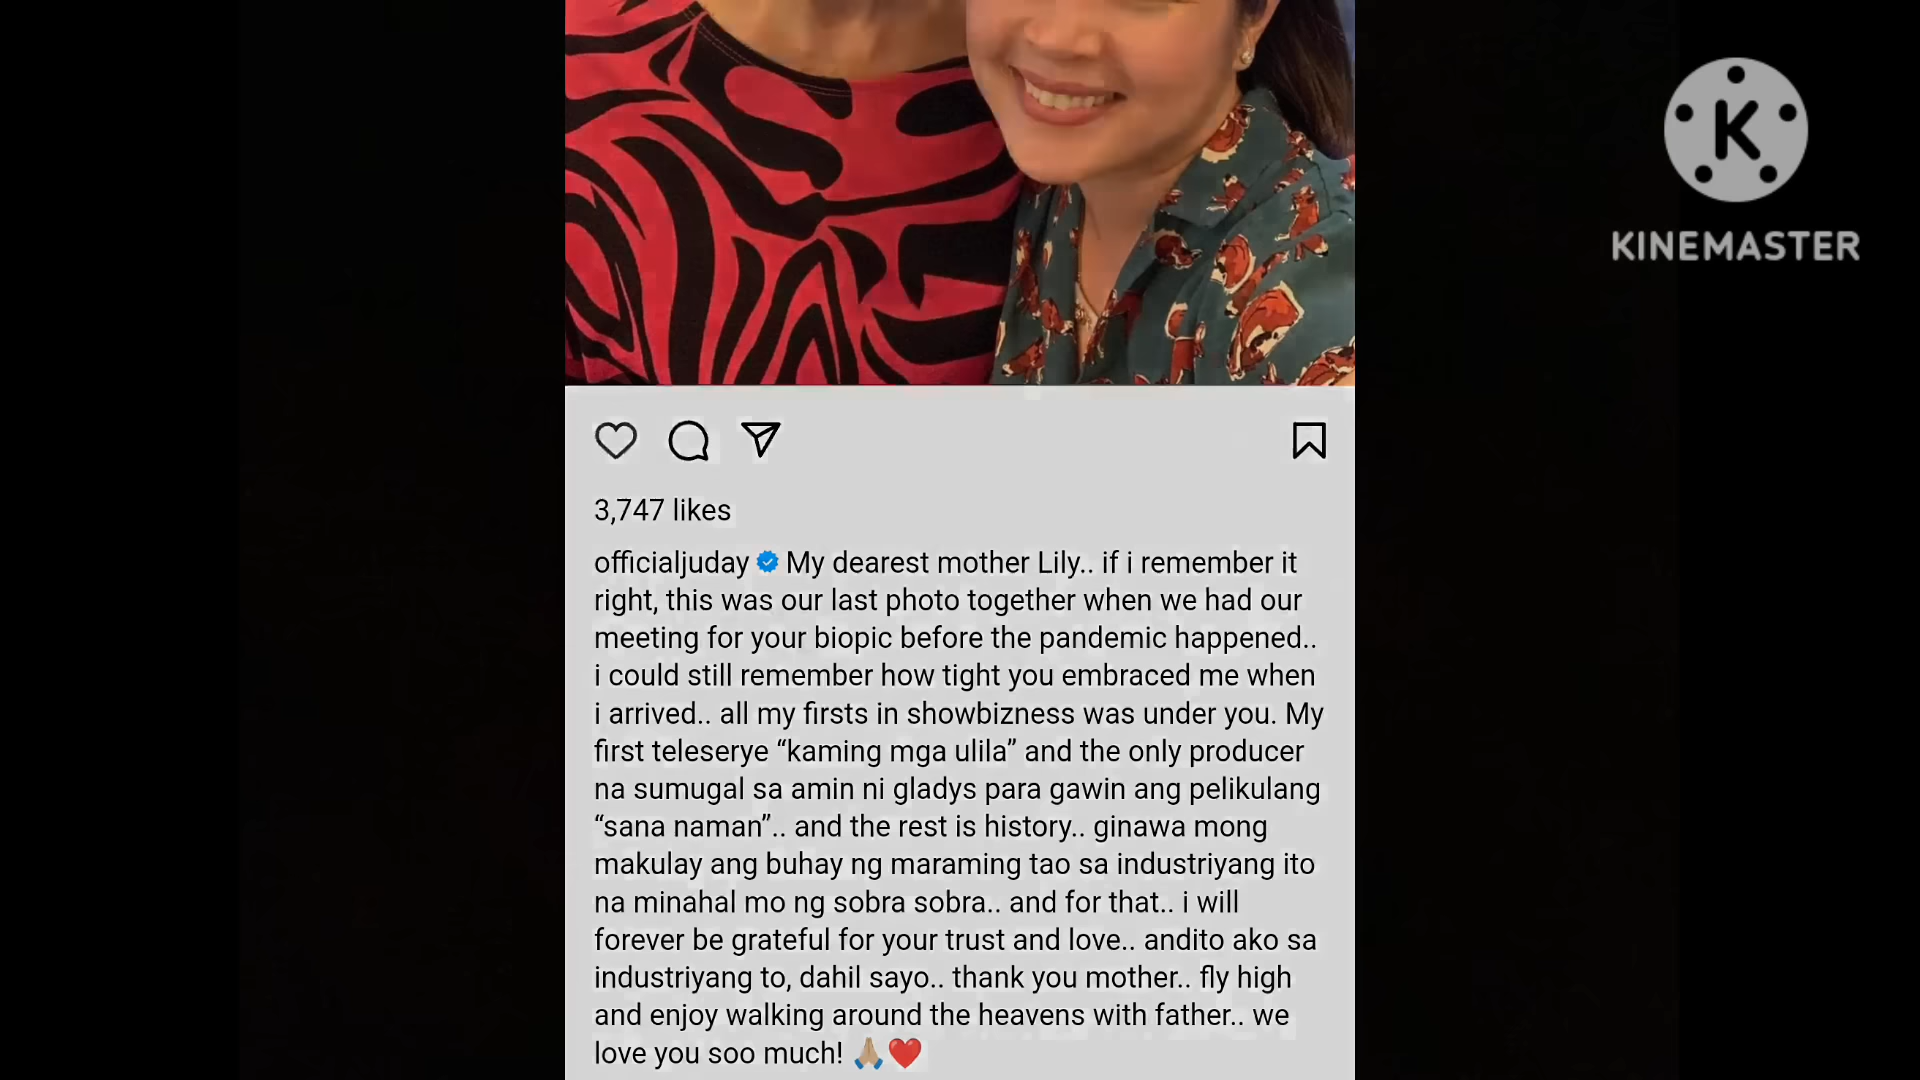 K
KINEMASTER
3,747 likes
officialjuday My dearest mother Lily.. if i remember it
right, this was our last photo together when we had our
meeting for your biopic before the pandemic happened..
i could still remember how tight you embraced me when
i arrived.. all my firsts in showbizness was under you. My
first teleserye “kaming mga ulila” and the only producer
na sumugal sa amin ni gladys para gawin ang pelikulang
“sana naman”.. and the rest is history.. ginawa mong
makulay ang buhay ng maraming tao sa industriyang ito
na minahal mo ng sobra sobra.. and for that.. i will
forever be grateful for your trust and love.. andito ako sa
industriyang to, dahil sayo.. thank you mother.. fly high
and enjoy walking around the heavens with father.. we
love you soo much! 🙏🏽❤️